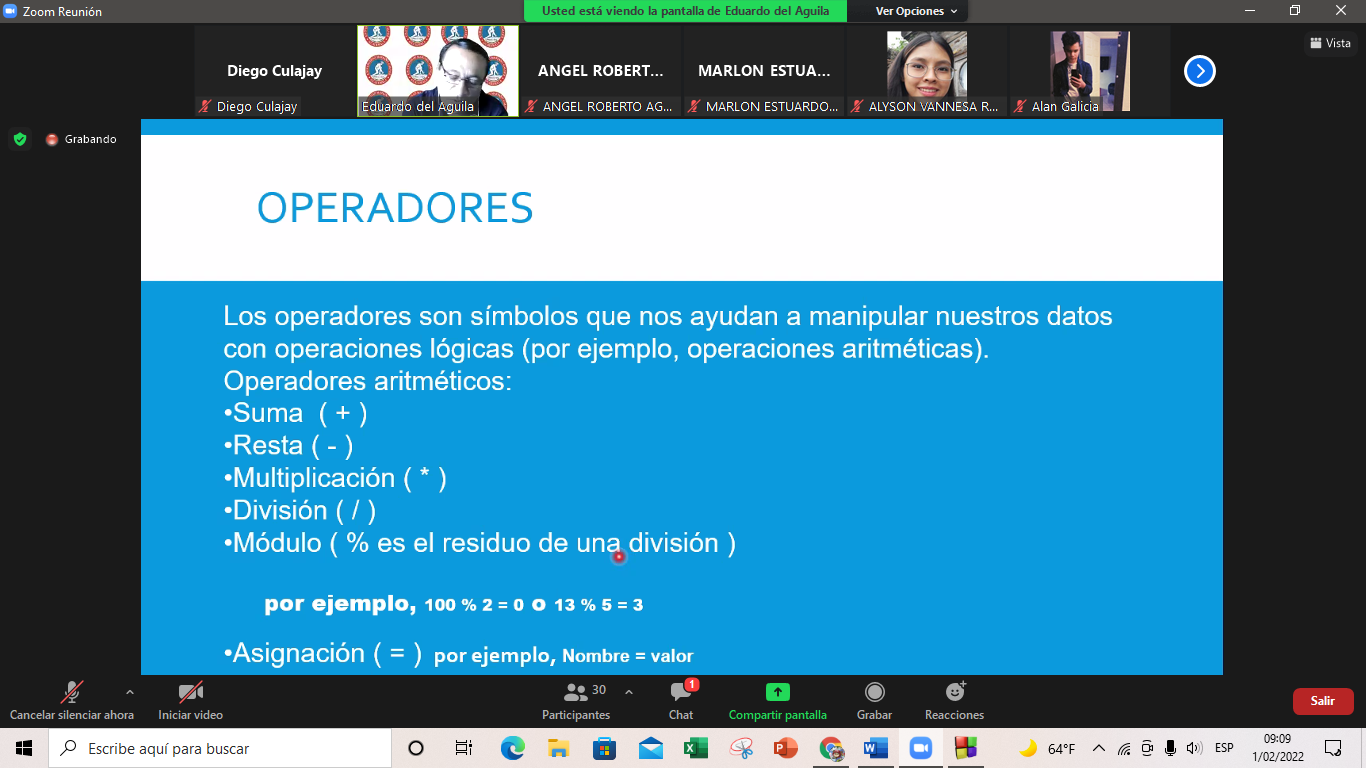 Zoom Reunión
Usted está viendo la pantalla de Eduardo del Aguila
Ver Opciones
Vista
Diego Culajay
ANGEL ROBERT...
MARLON ESTUA...
Diego Culajay
Eduardo del Aguila
ANGEL ROBERTO AG...
MARLON ESTUARDO...
ALYSON VANNESA R...
Alan Galicia
Grabando
OPERADORES
Los operadores son símbolos que nos ayudan a manipular nuestros datos
con operaciones lógicas (por ejemplo, operaciones aritméticas).
Operadores aritméticos:
•Suma ( + )
•Resta ( - )
•Multiplicación ( * )
•División ( / )
•Módulo ( % es el residuo de una división )
por ejemplo, 100 % 2 = 0 o 13 % 5 = 3
•Asignación ( = ) por ejemplo, Nombre = valor
30
1
Cancelar silenciar ahora
Iniciar video
Participantes
Chat
Compartir pantalla
Grabar
Reacciones
Salir
Escribe aquí para buscar
64°F
ESP
09:09
1/02/2022